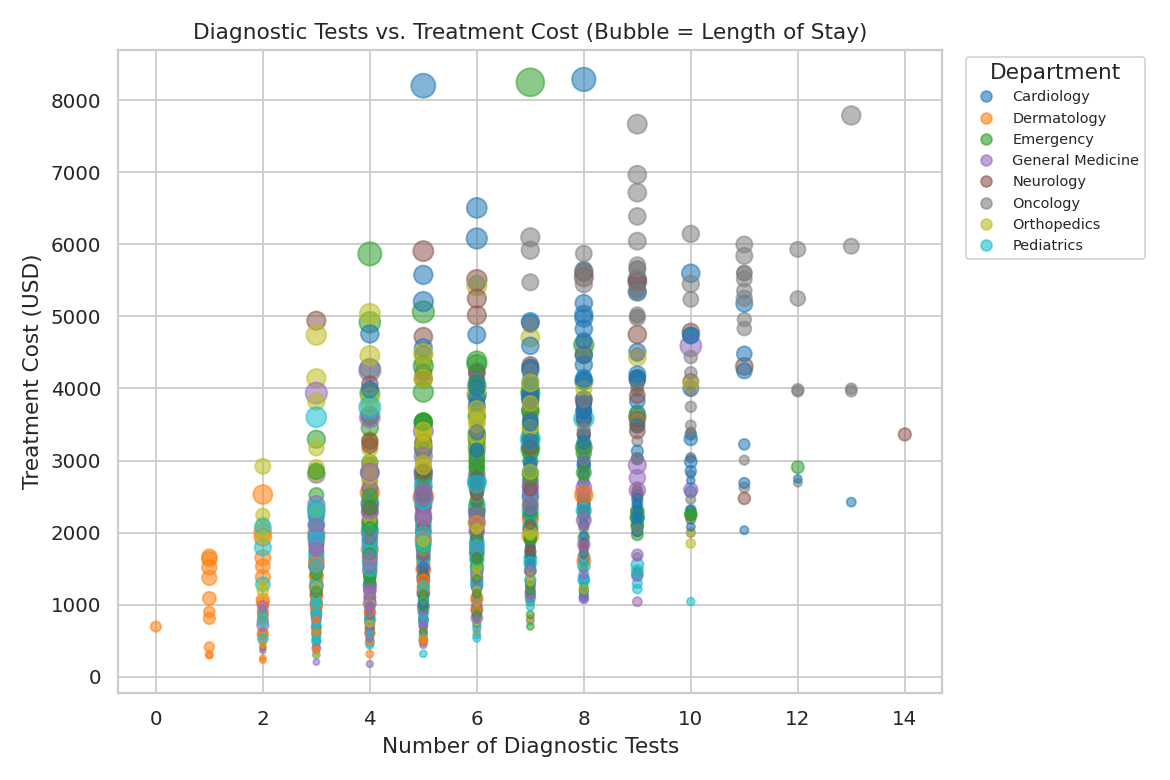 Diagnostic Tests vs. Treatment Cost (Bubble = Length of Stay)
Treatment Cost (USD)
8000
7000
6000
5000
4000
3000
2000
1000
0
0 2 4 6 8 10 12 14
Number of Diagnostic Tests
Department
Cardiology
Dermatology
Emergency
General Medicine
Neurology
Oncology
Orthopedics
Pediatrics